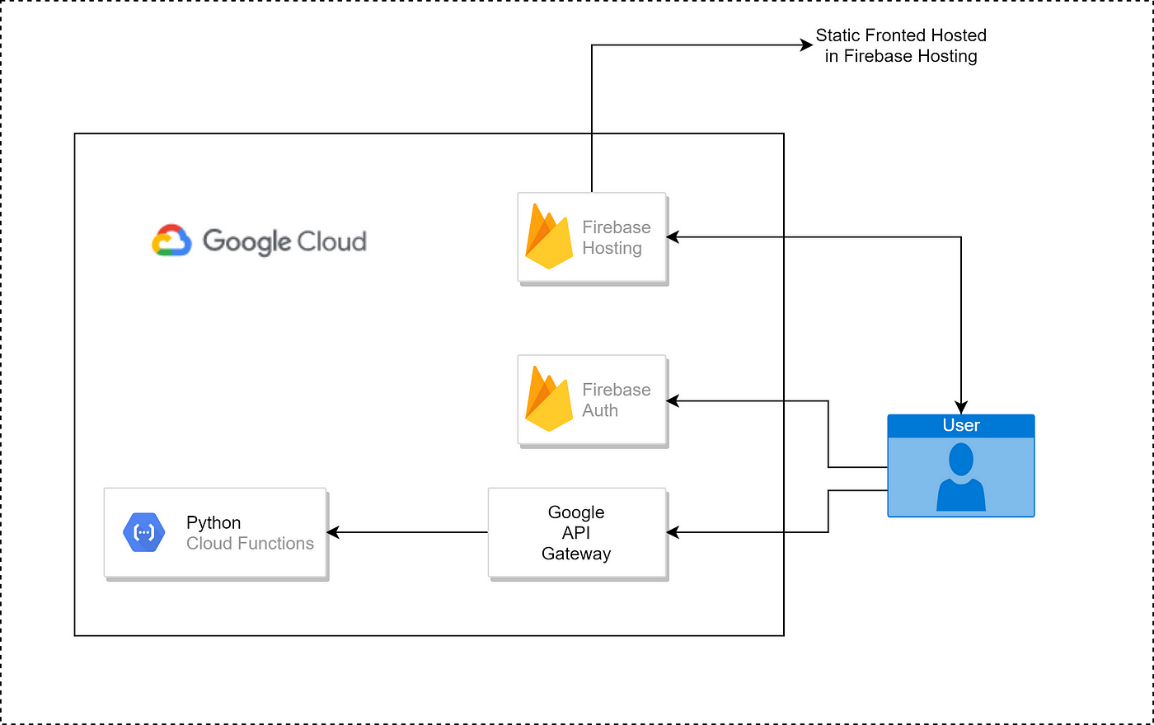 Static Fronted Hosted
in Firebase Hosting
Google Cloud
Firebase
Hosting
Firebase
Auth
User
Python
Cloud Functions
Google
API
Gateway